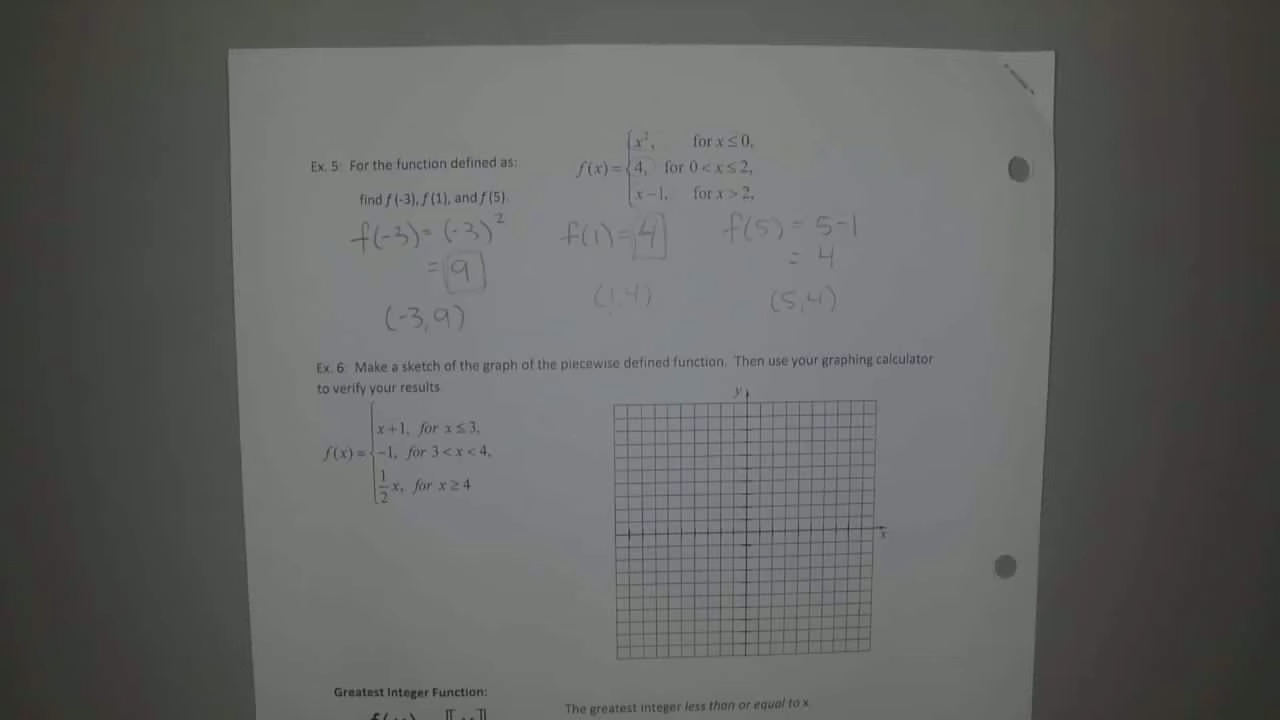 Ex. 5: For the function defined as:
f(x) = { x², for x ≤ 0,
4, for 0 < x ≤ 2,
x − 1, for x > 2,
find f (-3), f (1), and f (5).
f(-3) = (-3)²
= 9
(-3, 9)
f(1) = 4
(1, 4)
f(5) = 5 - 1
= 4
(5, 4)
Ex. 6: Make a sketch of the graph of the piecewise defined function. Then use your graphing calculator
to verify your results.
f(x) = { x + 1, for x ≤ 3,
−1, for 3 < x < 4,
1/2 x, for x ≥ 4
y
x
Greatest Integer Function:
The greatest integer less than or equal to x